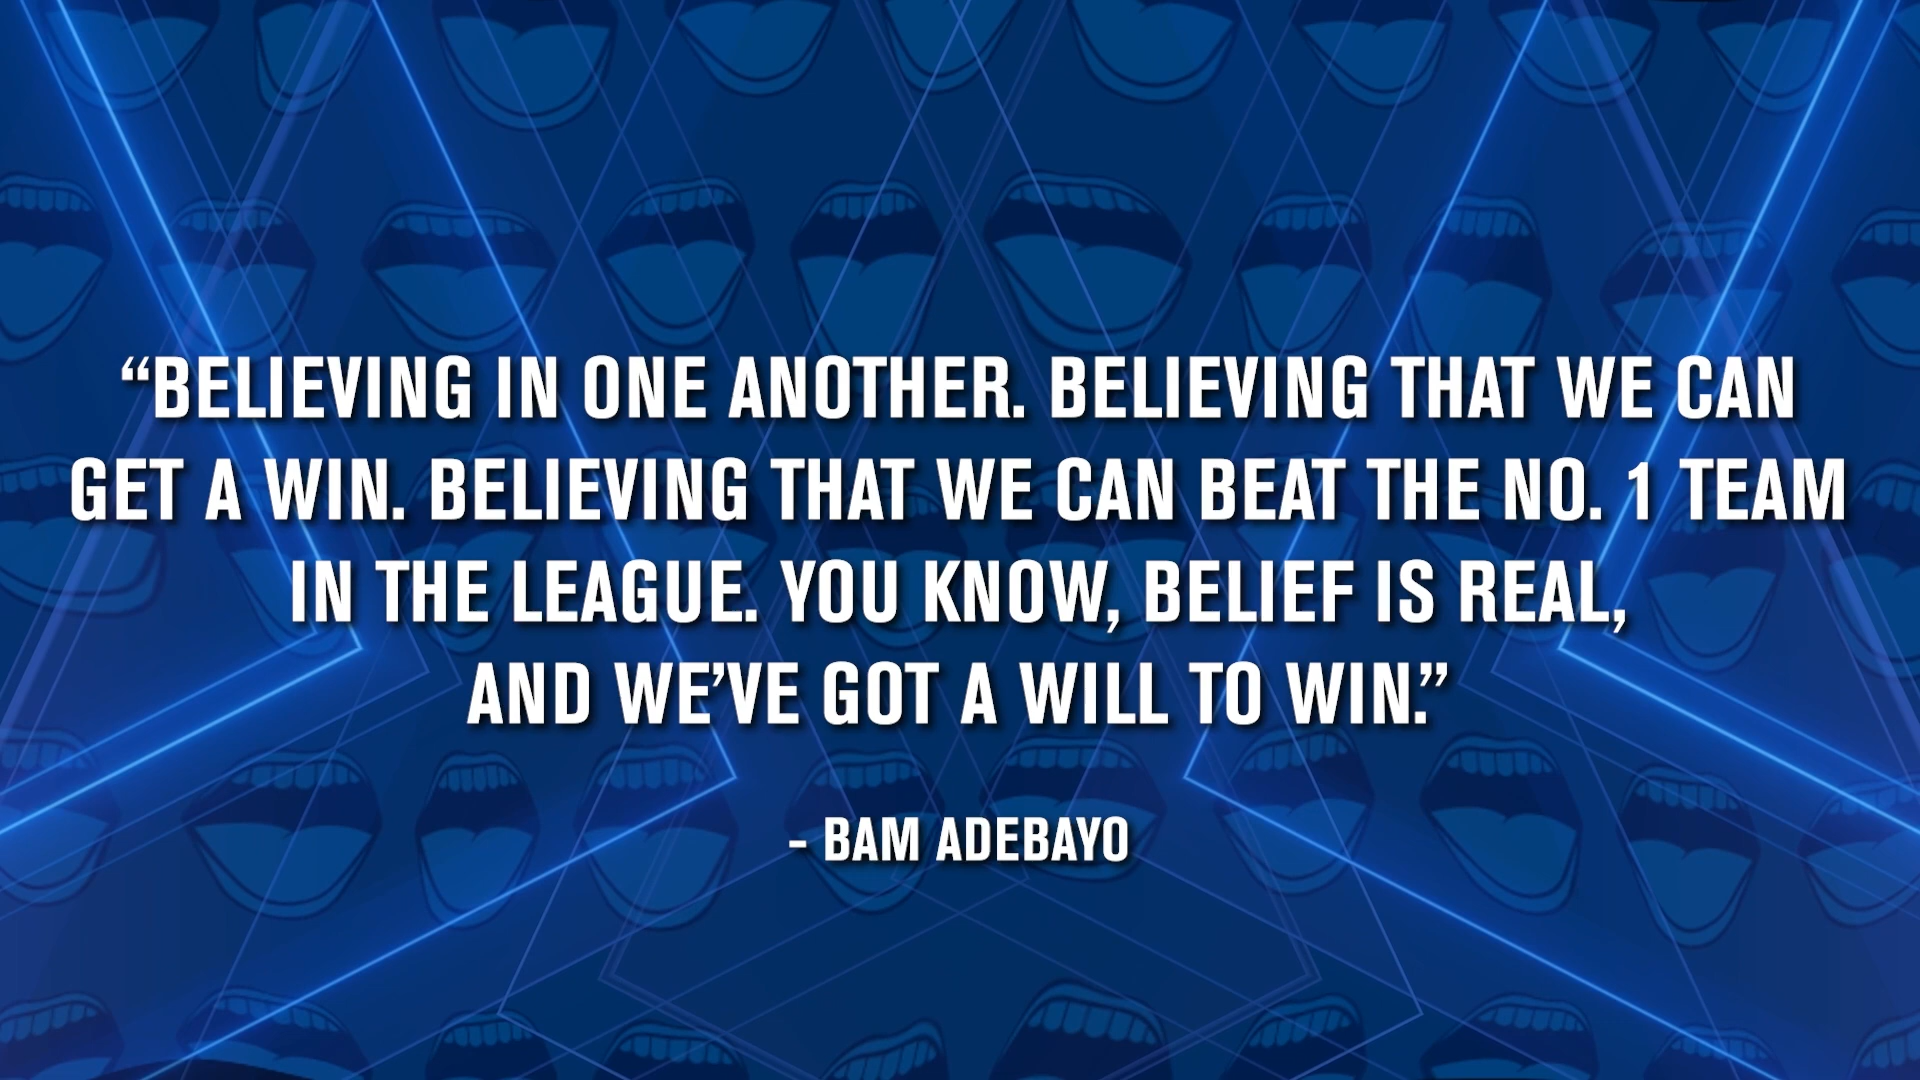 “BELIEVING IN ONE ANOTHER. BELIEVING THAT WE CAN
GET A WIN. BELIEVING THAT WE CAN BEAT THE NO. 1 TEAM
IN THE LEAGUE. YOU KNOW, BELIEF IS REAL,
AND WE’VE GOT A WILL TO WIN.”
- BAM ADEBAYO